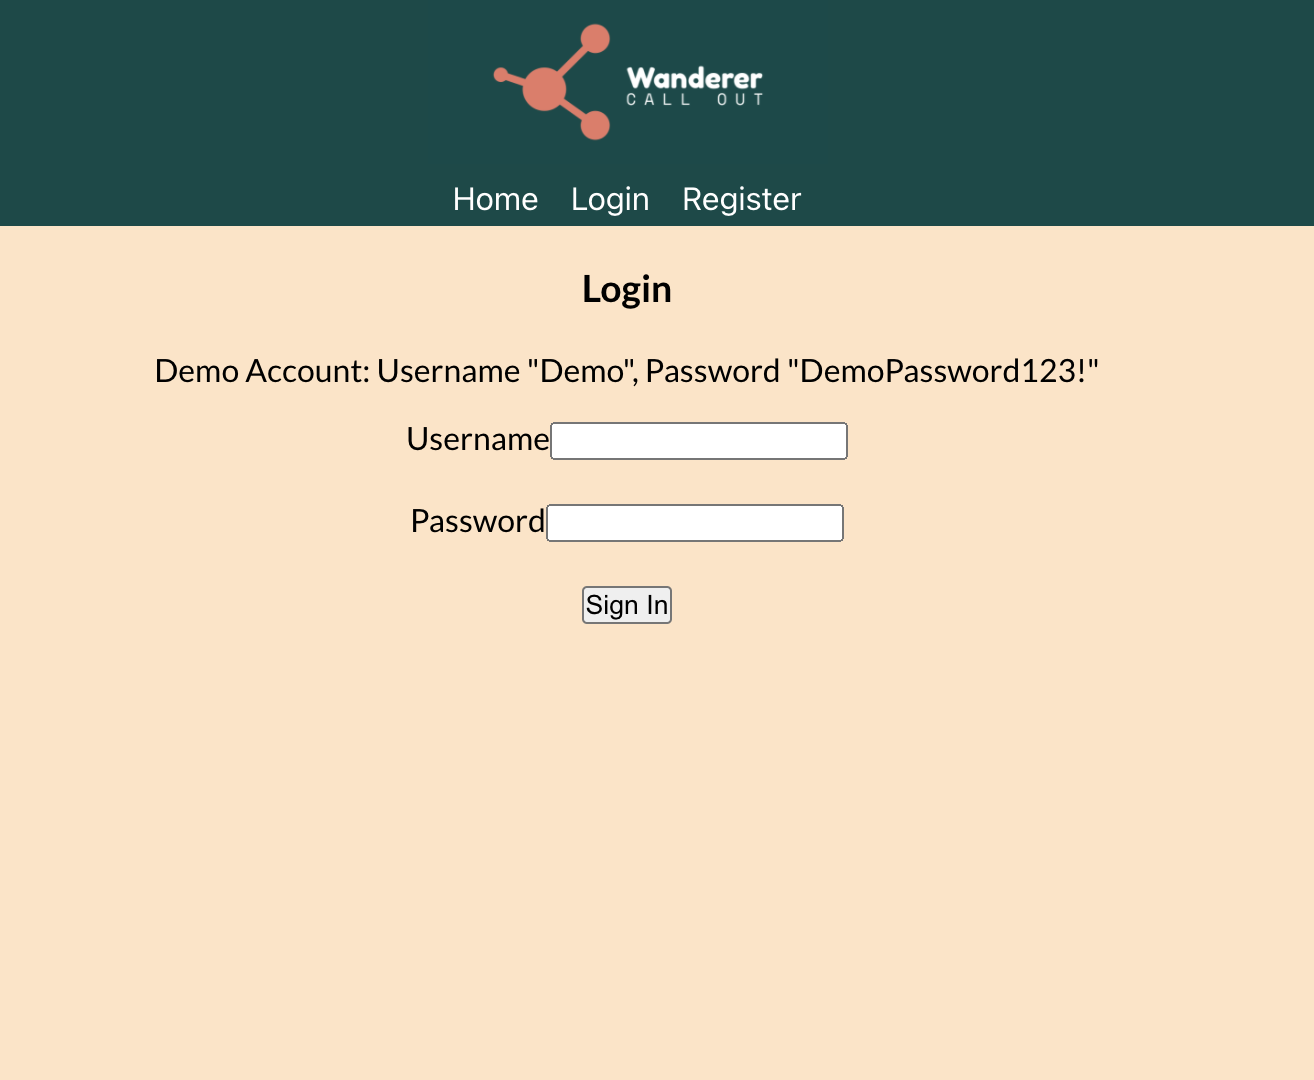 Wanderer
CALL OUT
Home Login Register
Login
Demo Account: Username "Demo", Password "DemoPassword123!"
Username
Password
Sign In